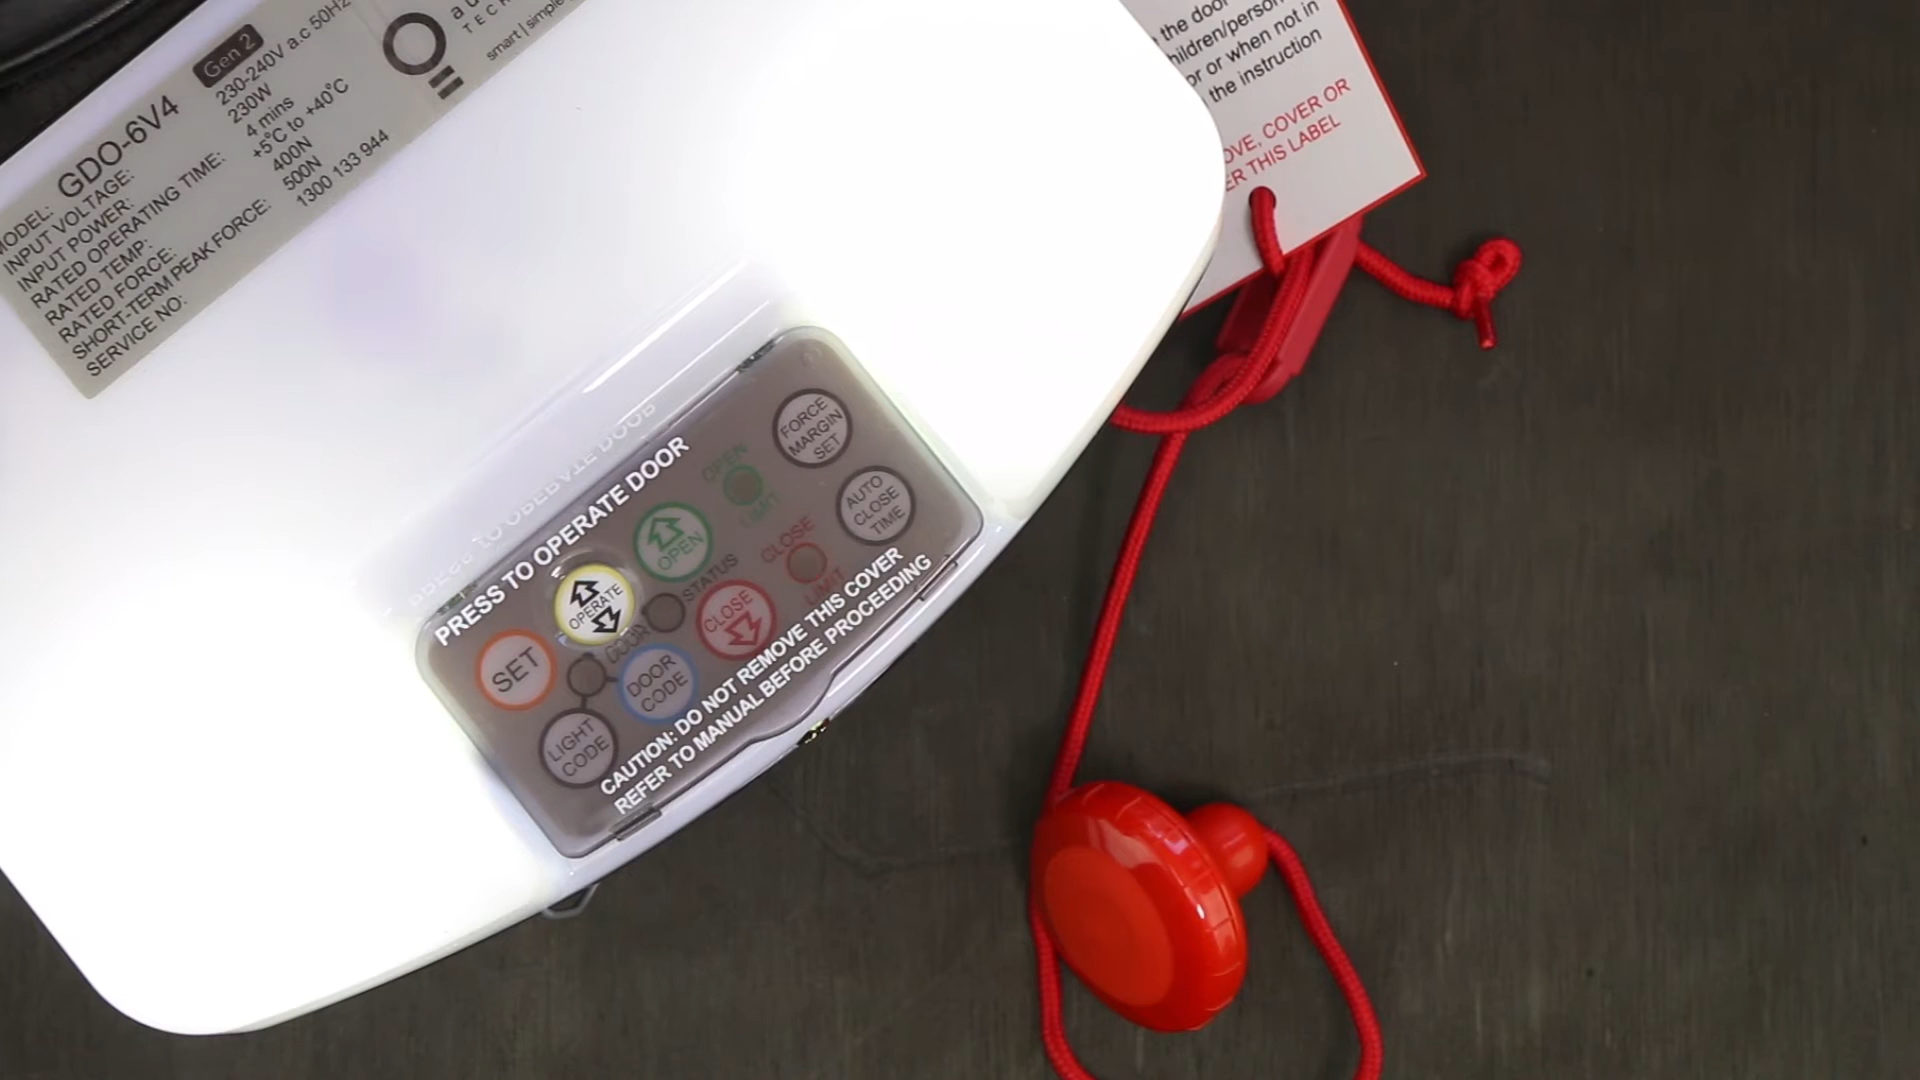 MODEL: GDO-6V4 Gen 2
INPUT VOLTAGE: 230-240V a.c 50Hz
INPUT POWER: 230W
RATED OPERATING TIME: 4 mins
RATED TEMP: +5°C to +40°C
RATED FORCE: 400N
SHORT-TERM PEAK FORCE: 500N
SERVICE NO: 1300 133 944
smart | simple
the door
or when not in
the instruction
COVER OR
THIS LABEL
PRESS TO OPERATE DOOR
SET
OPERATE
OPEN
OPEN
LIMIT
FORCE
MARGIN
SET
LIGHT
CODE
DOOR
CODE
DOOR
STATUS
CLOSE
CLOSE
LIMIT
AUTO
CLOSE
TIME
CAUTION: DO NOT REMOVE THIS COVER
REFER TO MANUAL BEFORE PROCEEDING